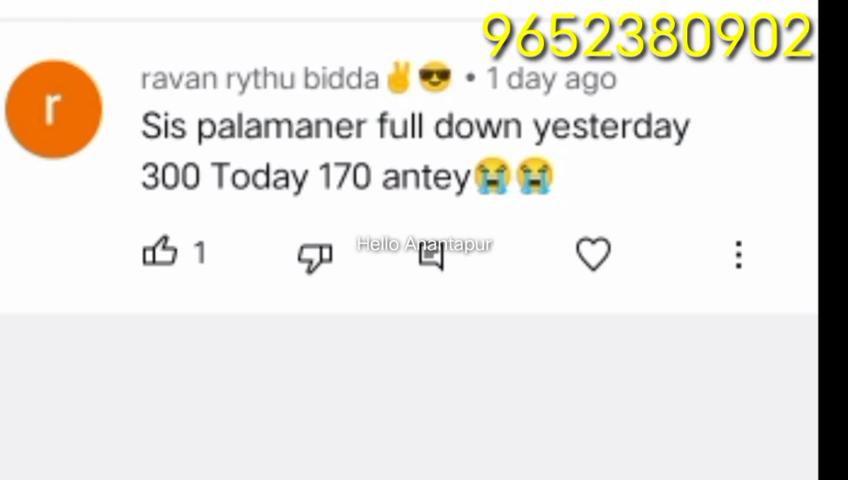 9652380902
ravan rythu bidda✌😎 • 1 day ago
Sis palamaner full down yesterday
300 Today 170 antey😭😭
1
Hello Anantapur